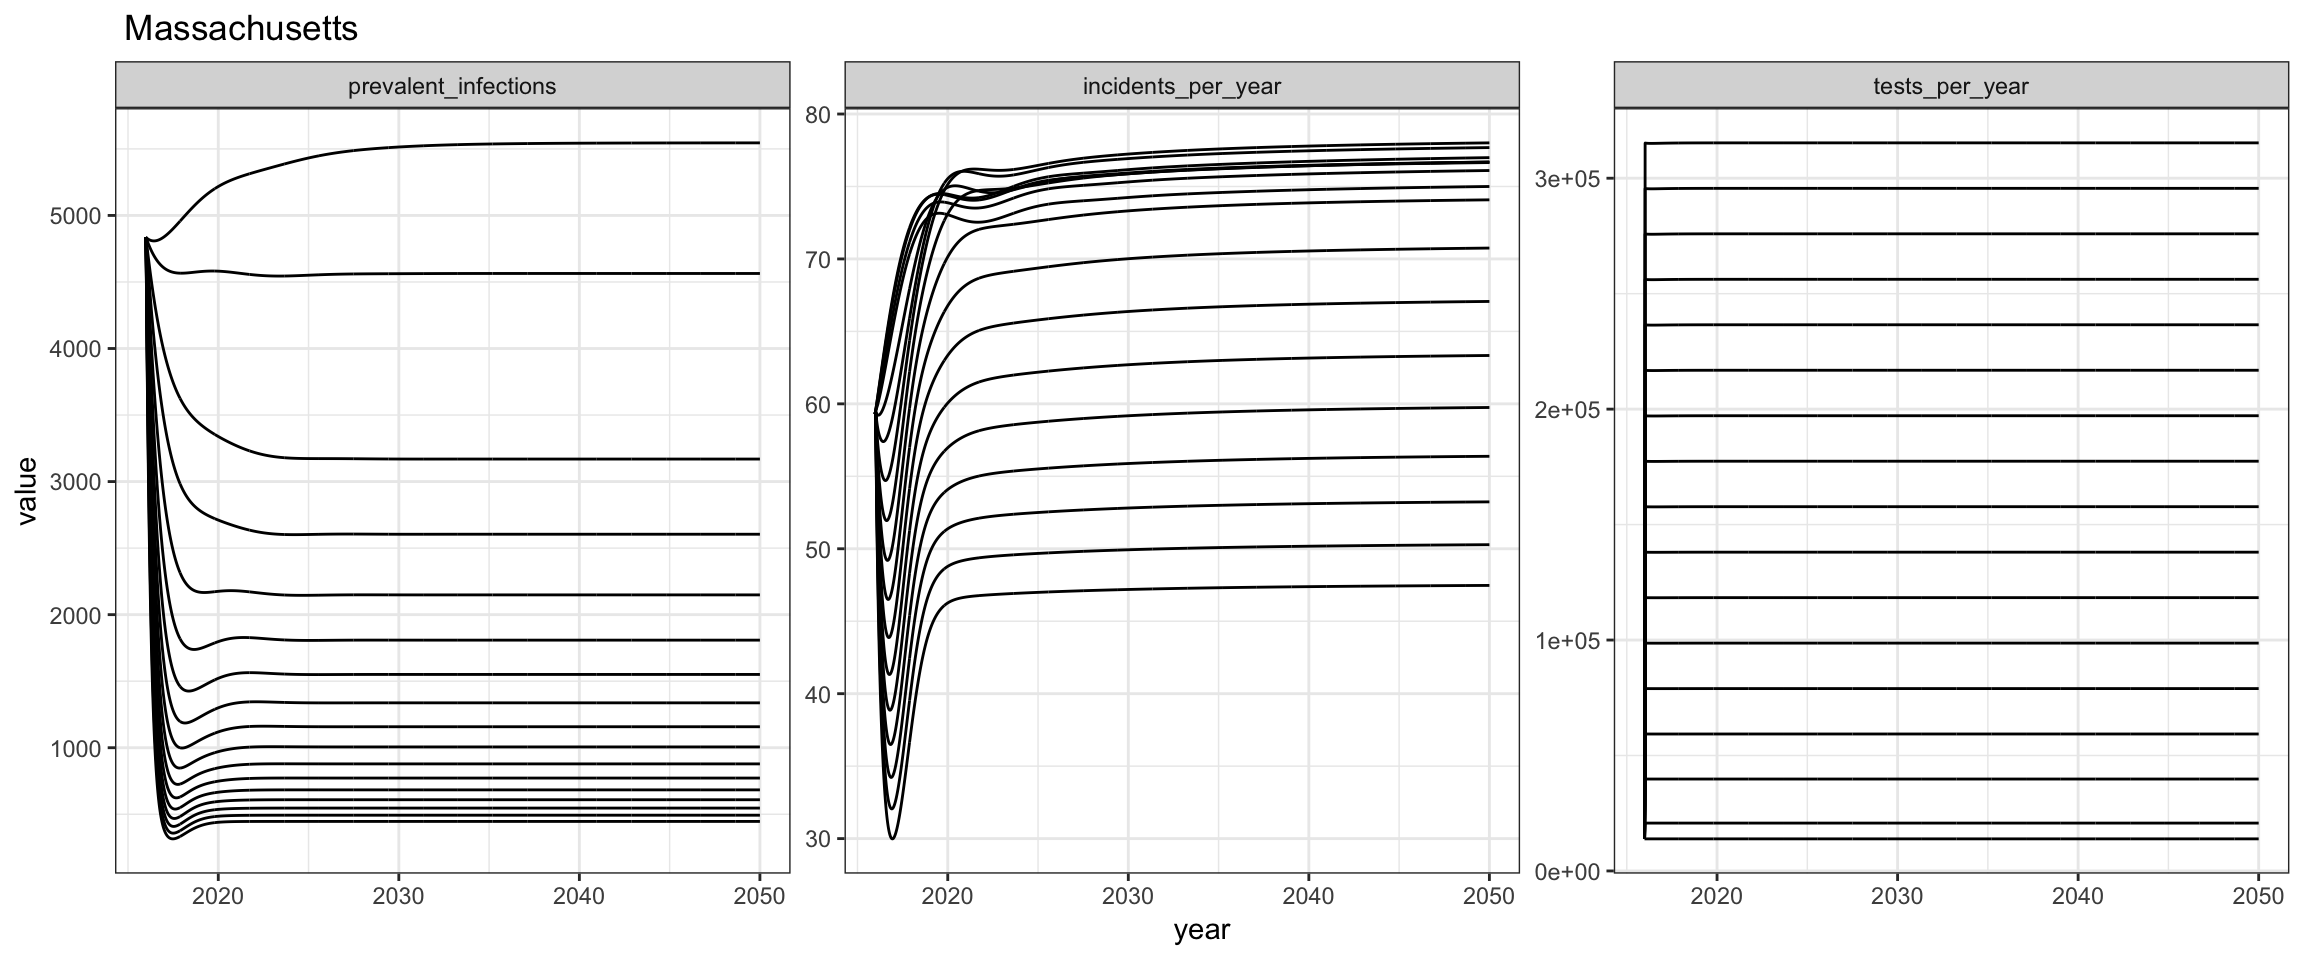 Massachusetts
prevalent_infections
incidents_per_year
tests_per_year
value
5000
4000
3000
2000
1000
80
70
60
50
40
30
3e+05
2e+05
1e+05
0e+00
2020 2030 2040 2050
2020 2030 2040 2050
2020 2030 2040 2050
year